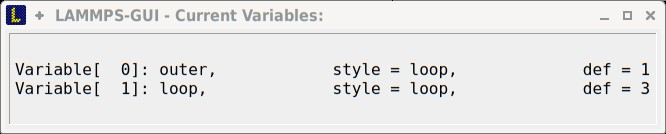 LAMMPS-GUI - Current Variables:
Variable[  0]: outer,            style = loop,             def = 1
Variable[  1]: loop,             style = loop,             def = 3